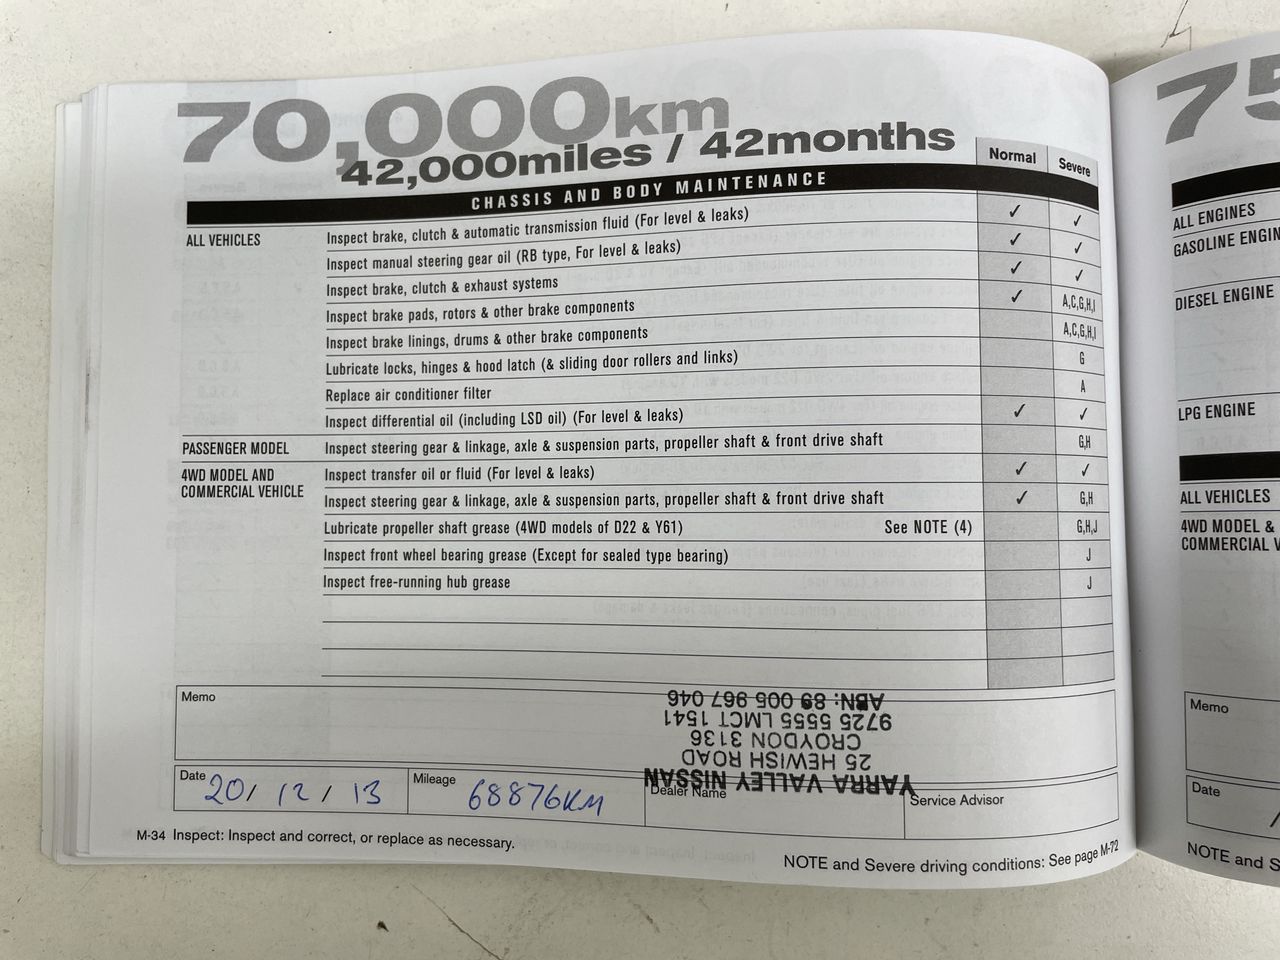 70,000km
42,000miles / 42months
Normal Severe
CHASSIS AND BODY MAINTENANCE
ALL VEHICLES Inspect brake, clutch & automatic transmission fluid (For level & leaks) ✓ ✓
Inspect manual steering gear oil (RB type, For level & leaks) ✓ ✓
Inspect brake, clutch & exhaust systems ✓ ✓
Inspect brake pads, rotors & other brake components ✓ A,C,G,H,I
Inspect brake linings, drums & other brake components A,C,G,H,I
Lubricate locks, hinges & hood latch (& sliding door rollers and links) G
Replace air conditioner filter A
Inspect differential oil (including LSD oil) (For level & leaks) ✓ ✓
PASSENGER MODEL Inspect steering gear & linkage, axle & suspension parts, propeller shaft & front drive shaft G,H
4WD MODEL AND Inspect transfer oil or fluid (For level & leaks) ✓ ✓
COMMERCIAL VEHICLE Inspect steering gear & linkage, axle & suspension parts, propeller shaft & front drive shaft ✓ G,H
Lubricate propeller shaft grease (4WD models of D22 & Y61) See NOTE (4) G,H,J
Inspect front wheel bearing grease (Except for sealed type bearing) J
Inspect free-running hub grease J
Memo
YARRA VALLEY NISSAN
25 HEWISH ROAD
CROYDON 3136
9725 5555 LMCT 1541
ABN: 89 005 967 046
Date 20/12/13 Mileage 68876KM Dealer Name Service Advisor
M-34 Inspect: Inspect and correct, or replace as necessary.
NOTE and Severe driving conditions: See page M-72
75
ALL ENGINES
GASOLINE
DIESEL ENGINE
LPG ENGINE
ALL VEHICLES
4WD MODEL &
COMMERCIAL
Memo
Date
NOTE and